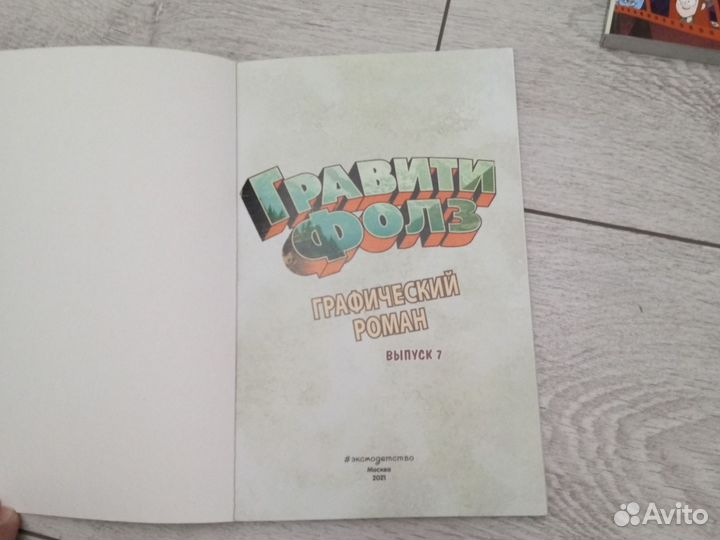 ГРАВИТИ
ФОЛЗ
ГРАФИЧЕСКИЙ
РОМАН
ВЫПУСК 7
#эксмодетство
Москва
2021
Avito